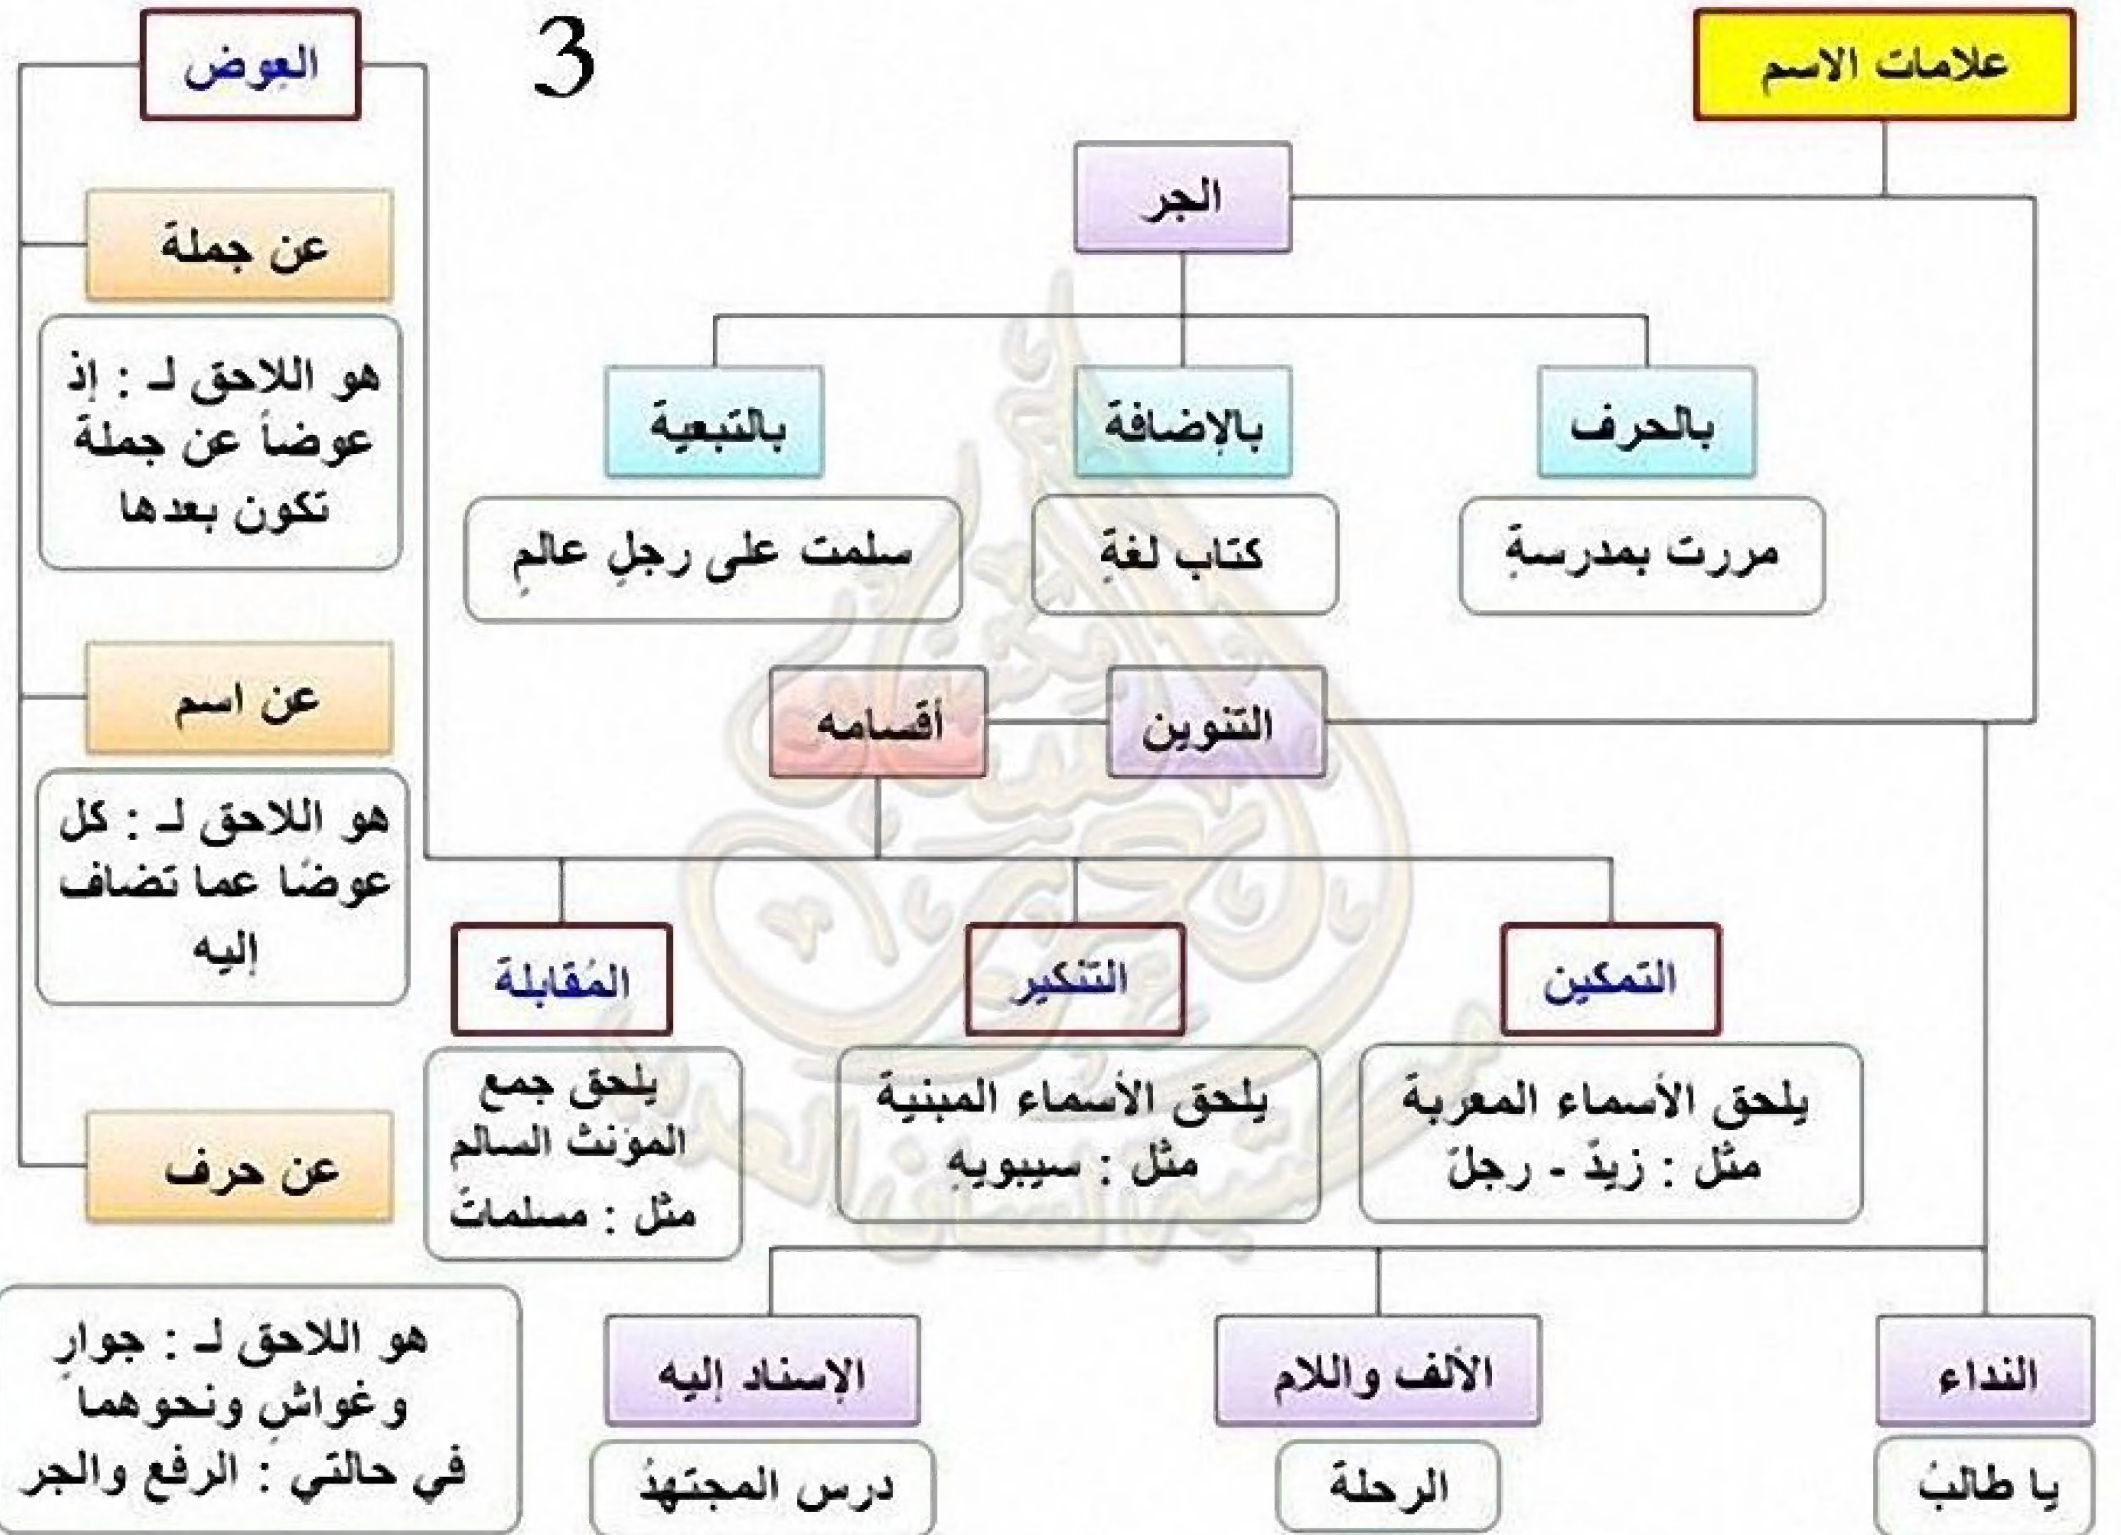 علامات الاسم
3
الجر
بالحرف
مررت بمدرسةٍ
بالإضافة
كتاب لغةٍ
بالتبعية
سلمت على رجلٍ عالمٍ
التنوين
أقسامه
التمكين
يلحق الأسماء المعربة
مثل : زيدٌ - رجلٌ
التنكير
يلحق الأسماء المبنية
مثل : سيبويهٍ
المُقابلة
يلحق جمع
المؤنث السالم
مثل : مسلماتٌ
العِوض
عن جملة
هو اللاحق لـ : إذ
عوضاً عن جملة
تكون بعدها
عن اسم
هو اللاحق لـ : كل
عوضًا عما تضاف
إليه
عن حرف
هو اللاحق لـ : جوارٍ
وغواشٍ ونحوهما
في حالتي : الرفع والجر
النداء
يا طالبُ
الألف واللام
الرحلة
الإسناد إليه
درس المجتهدُ